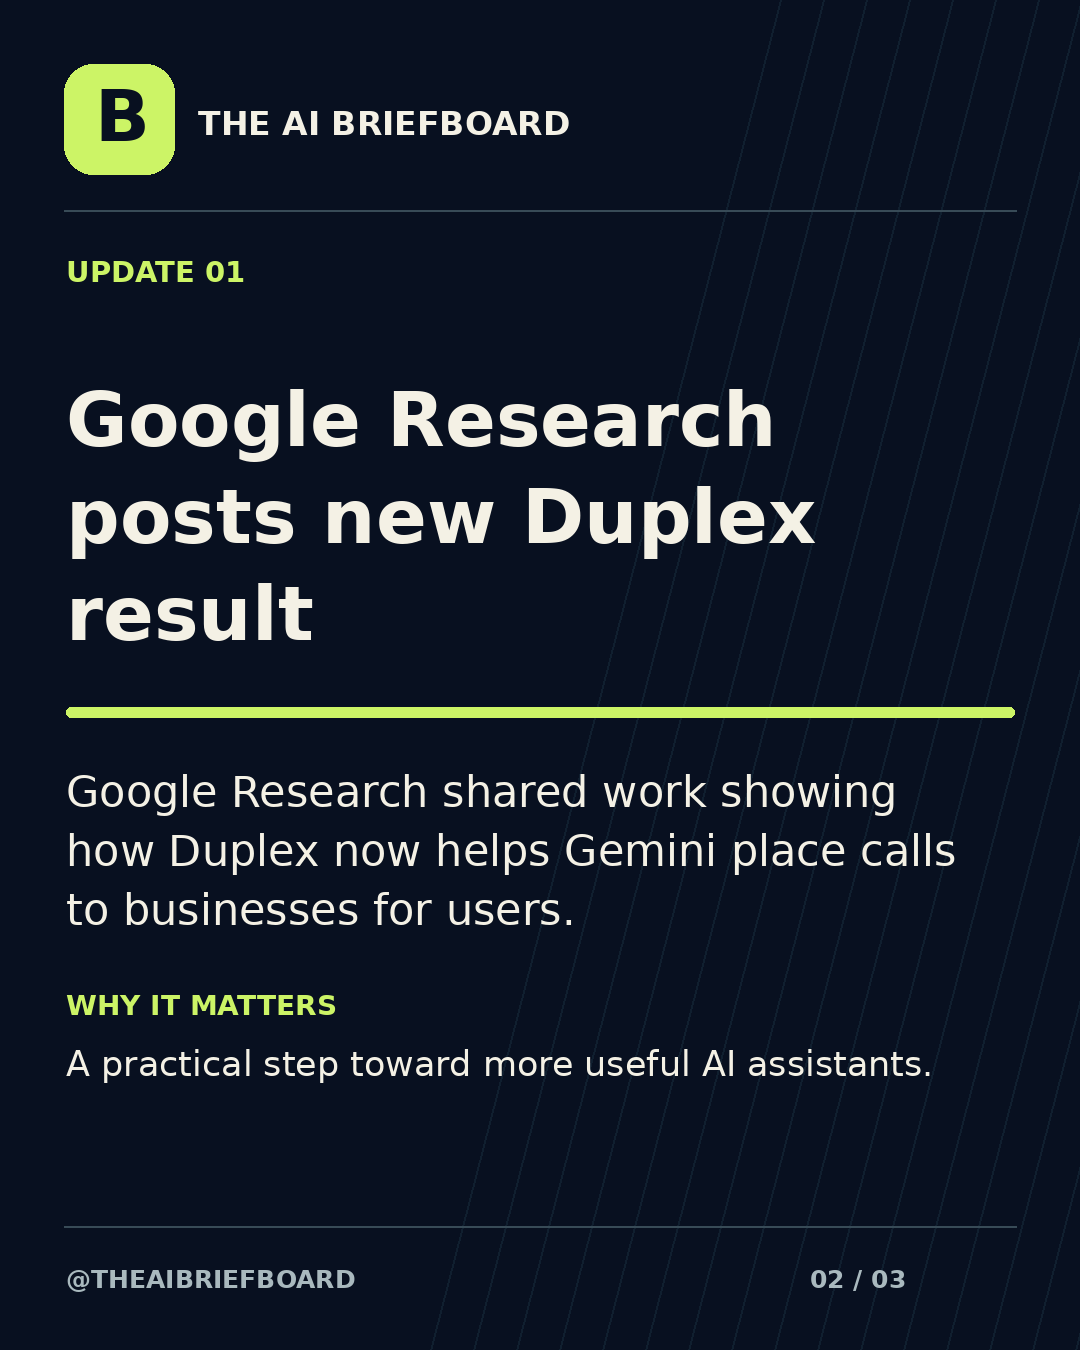 B
THE AI BRIEFBOARD
UPDATE 01
Google Research
posts new Duplex
result
Google Research shared work showing
how Duplex now helps Gemini place calls
to businesses for users.
WHY IT MATTERS
A practical step toward more useful AI assistants.
@THEAIBRIEFBOARD
02 / 03